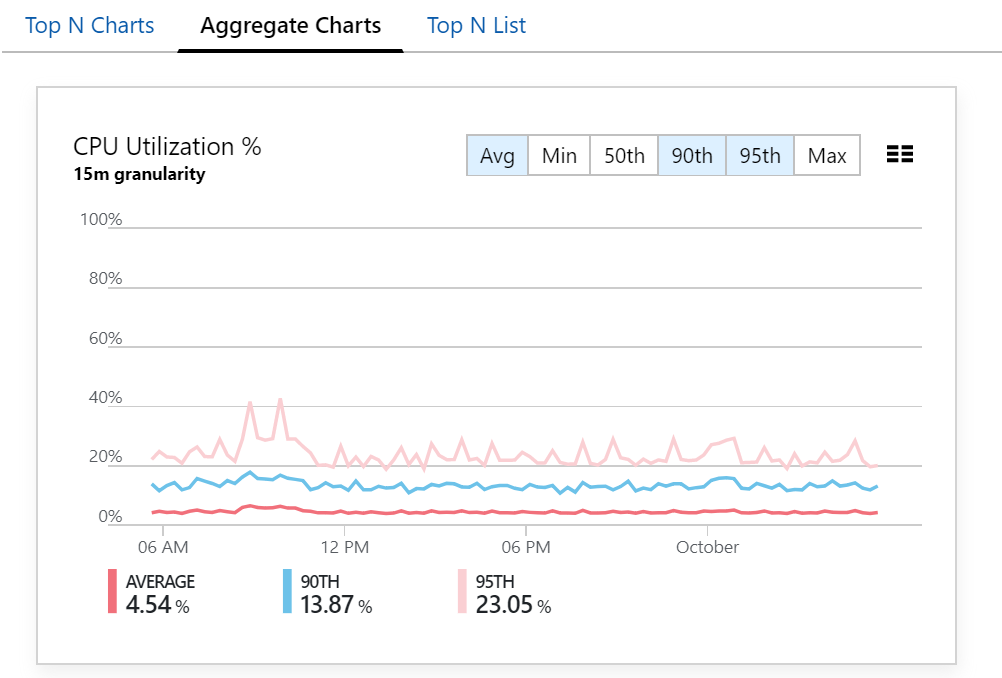 Top N Charts Aggregate Charts Top N List
CPU Utilization %
15m granularity
Avg Min 50th 90th 95th Max
100%
80%
60%
40%
20%
0%
06 AM 12 PM 06 PM October
AVERAGE 90TH 95TH
4.54 % 13.87 % 23.05 %